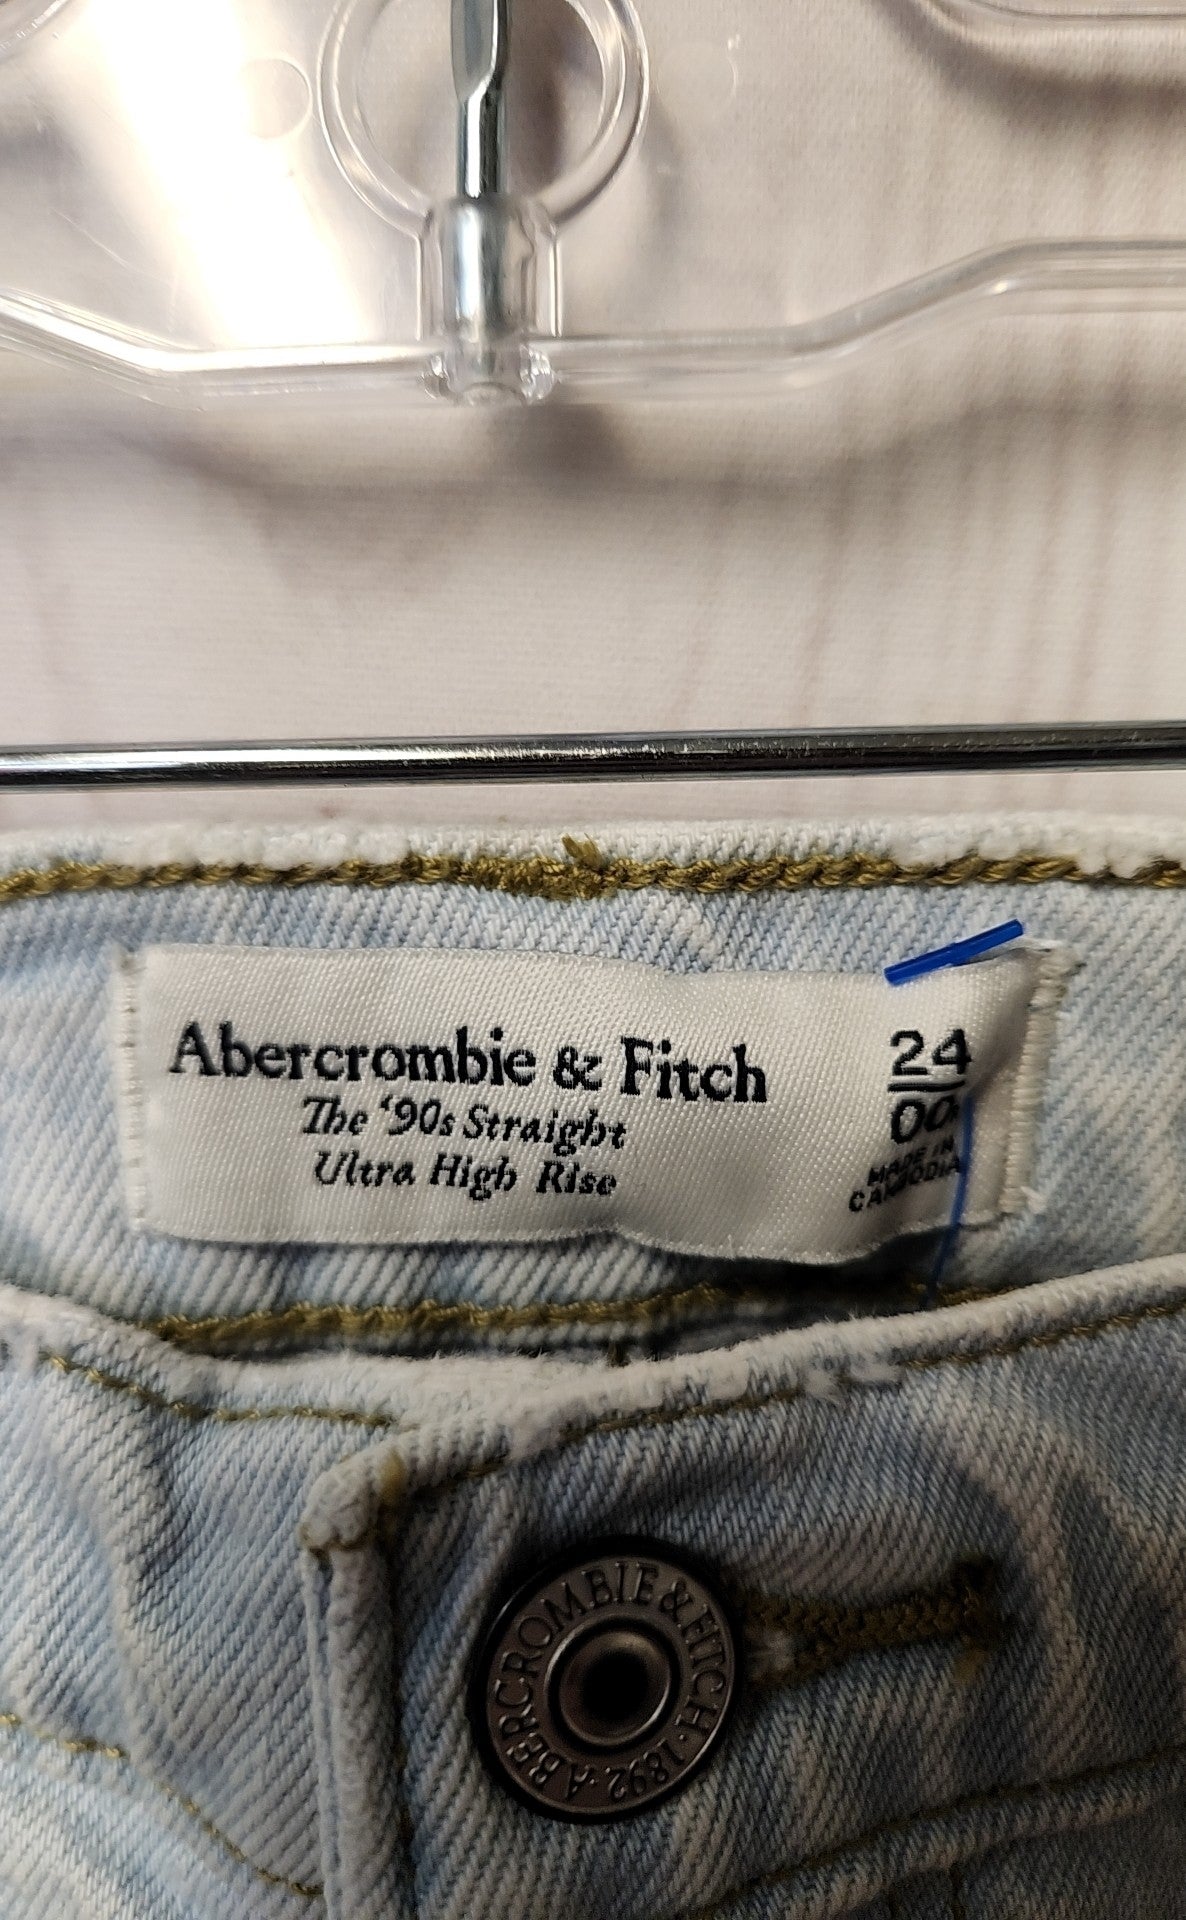 Abercrombie & Fitch
The ‘90s Straight
Ultra High Rise
24
00
MADE IN
CAMBODIA
ABERCROMBIE & FITCH · 1892 ·